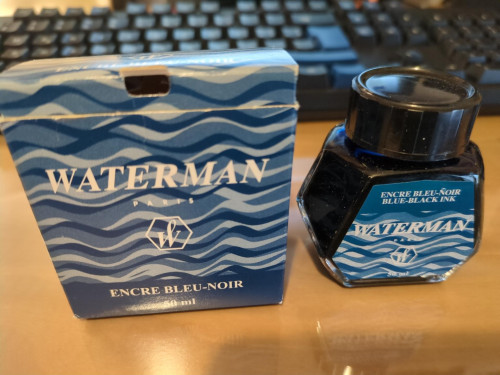 WATERMAN
PARIS
ENCRE BLEU-NOIR
50 ml
ENCRE BLEU-NOIR
BLUE-BLACK INK
WATERMAN
PARIS